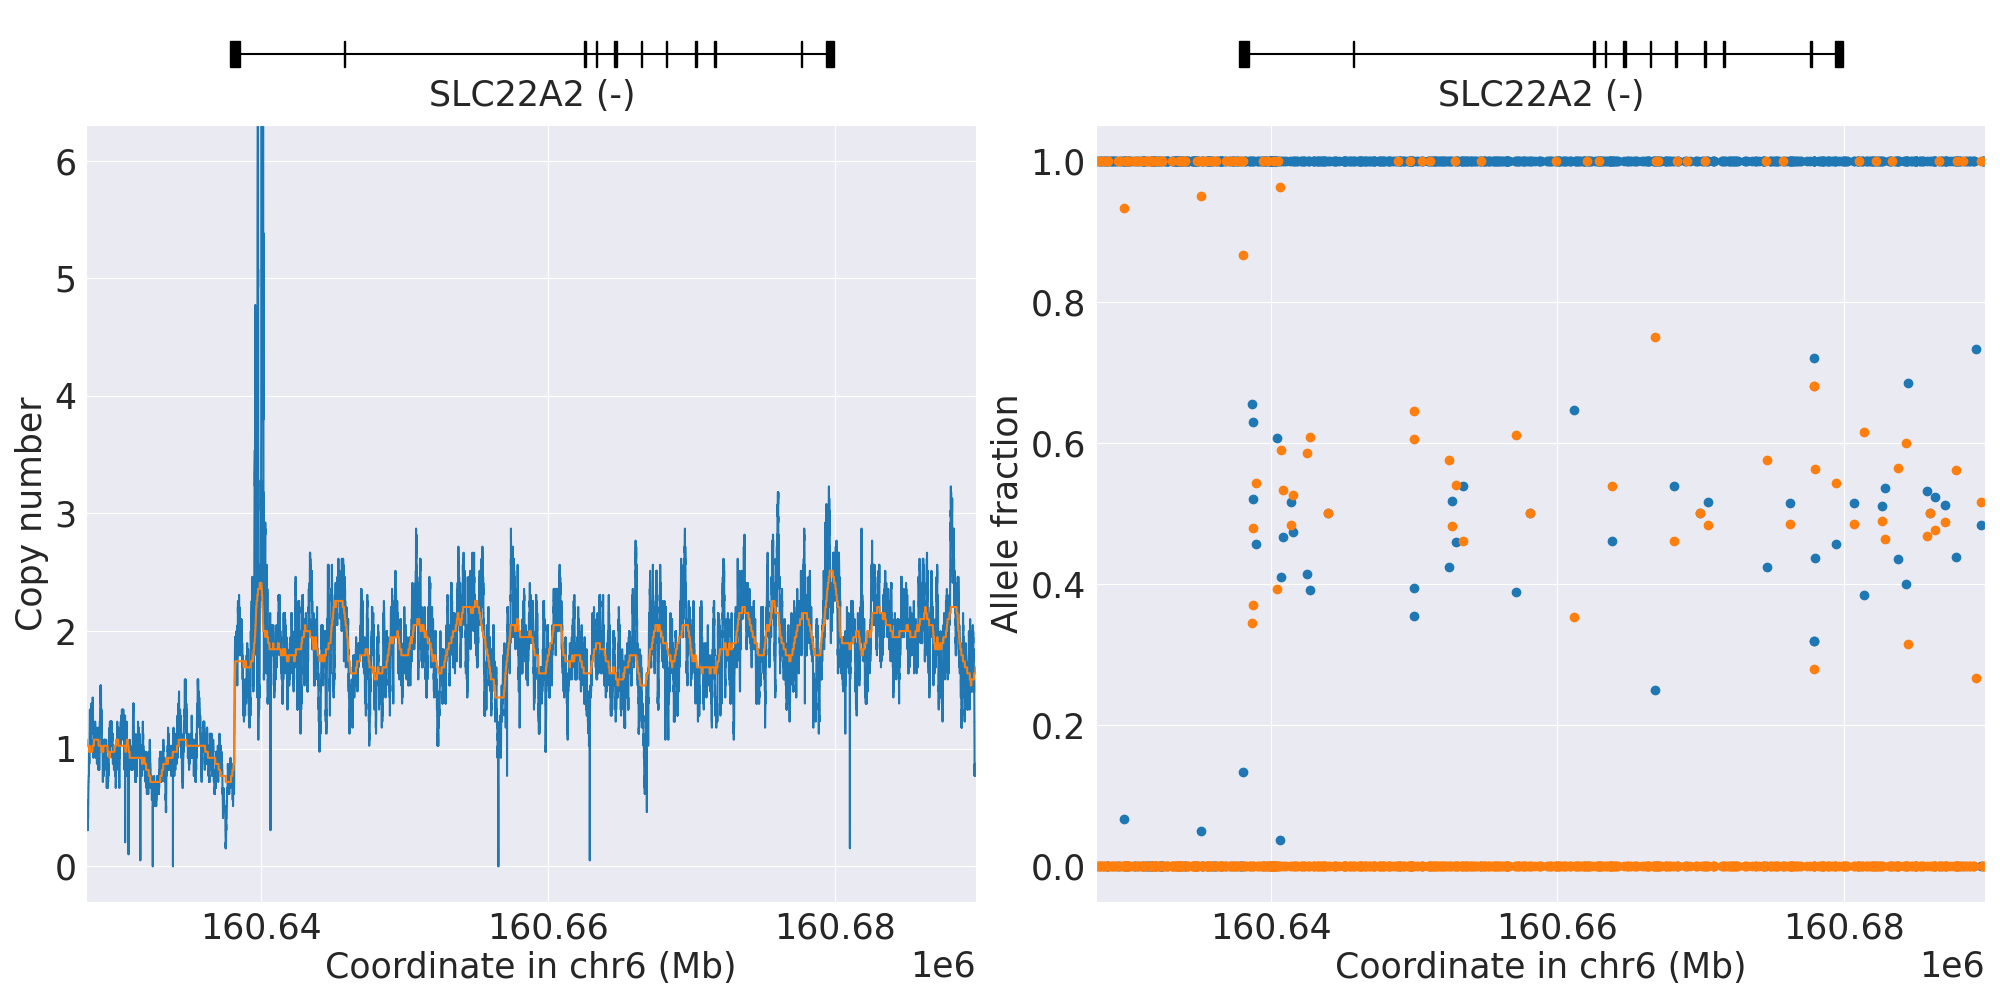 SLC22A2 (-)
6
5
4
3
2
1
0
Copy number
160.64 160.66 160.68
Coordinate in chr6 (Mb) 1e6
SLC22A2 (-)
1.0
0.8
0.6
0.4
0.2
0.0
Allele fraction
160.64 160.66 160.68
Coordinate in chr6 (Mb) 1e6